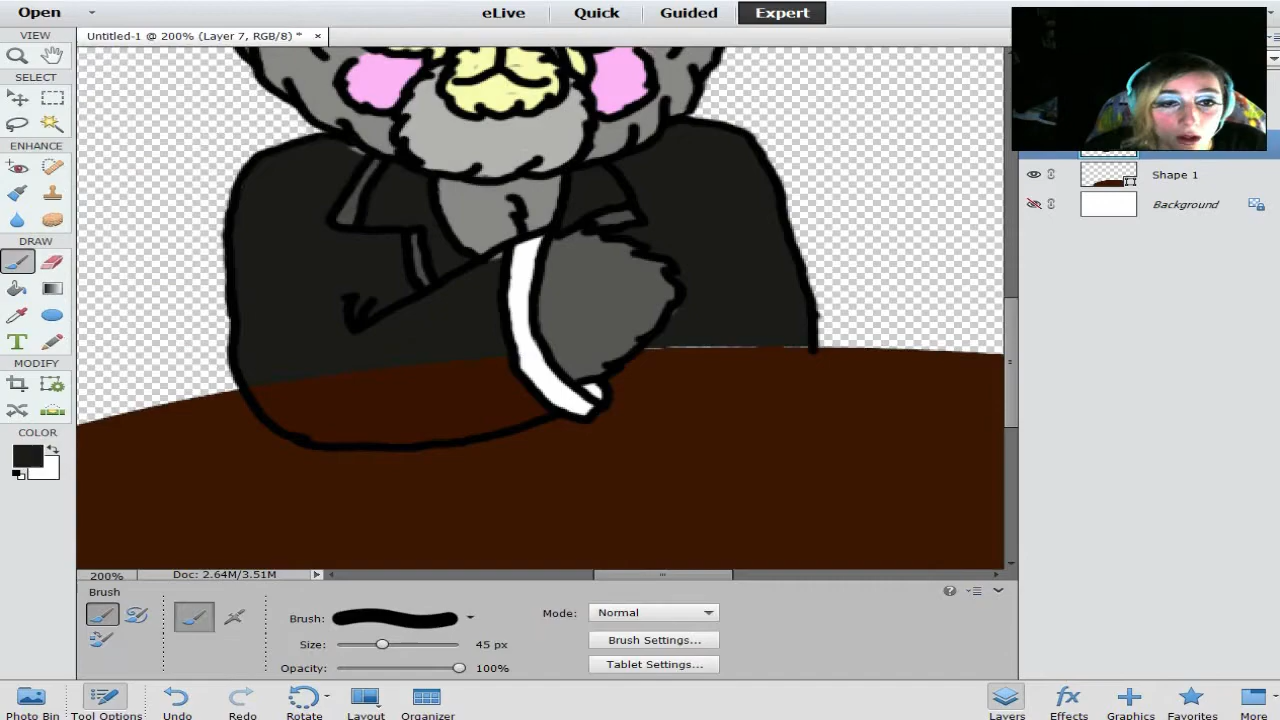 Open eLive Quick Guided Expert
VIEW Untitled-1 @ 200% (Layer 7, RGB/8) * ×
SELECT
ENHANCE
Shape 1
Background
DRAW
T
MODIFY
COLOR
200% Doc: 2.64M/3.51M
Brush
Brush: Mode: Normal
Size: 45 px Brush Settings...
Opacity: 100% Tablet Settings...
Photo Bin Tool Options Undo Redo Rotate Layout Organizer Layers Effects Graphics Favorites More